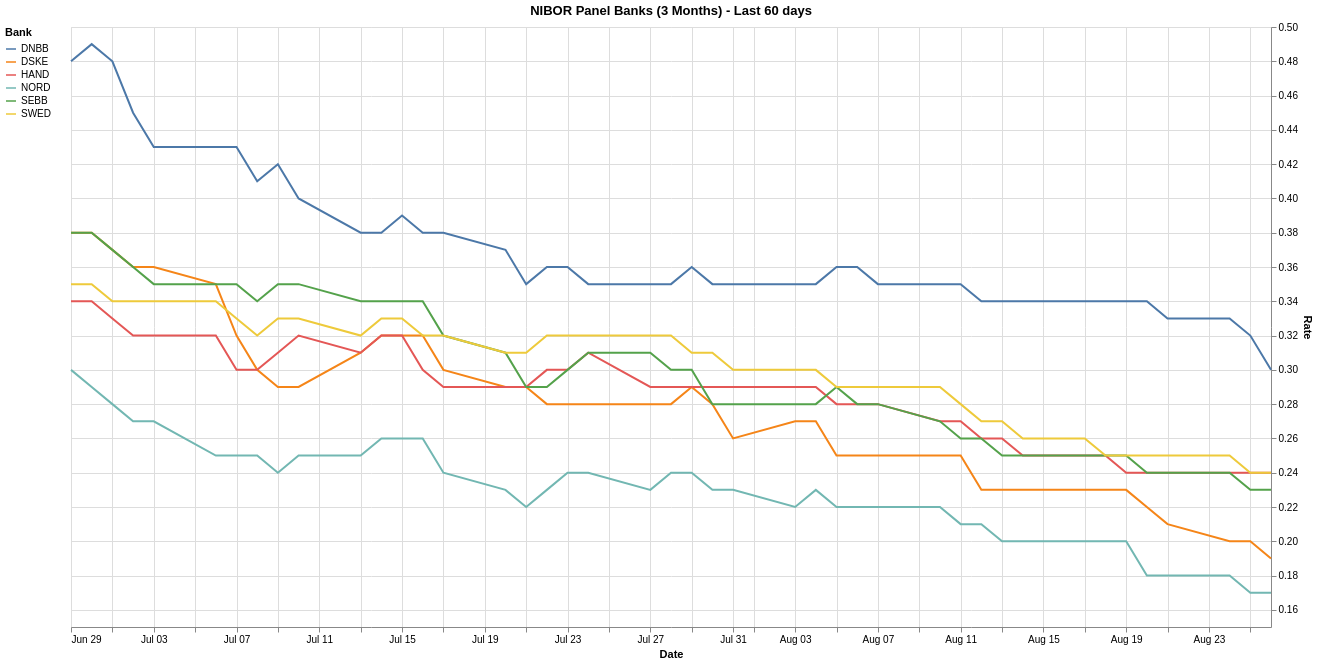 NIBOR Panel Banks (3 Months) - Last 60 days
Bank
DNBB
DSKE
HAND
NORD
SEBB
SWED
0.50
0.48
0.46
0.44
0.42
0.40
0.38
0.36
0.34
0.32
0.30
0.28
0.26
0.24
0.22
0.20
0.18
0.16
Rate
Jun 29 Jul 03 Jul 07 Jul 11 Jul 15 Jul 19 Jul 23 Jul 27 Jul 31 Aug 03 Aug 07 Aug 11 Aug 15 Aug 19 Aug 23
Date